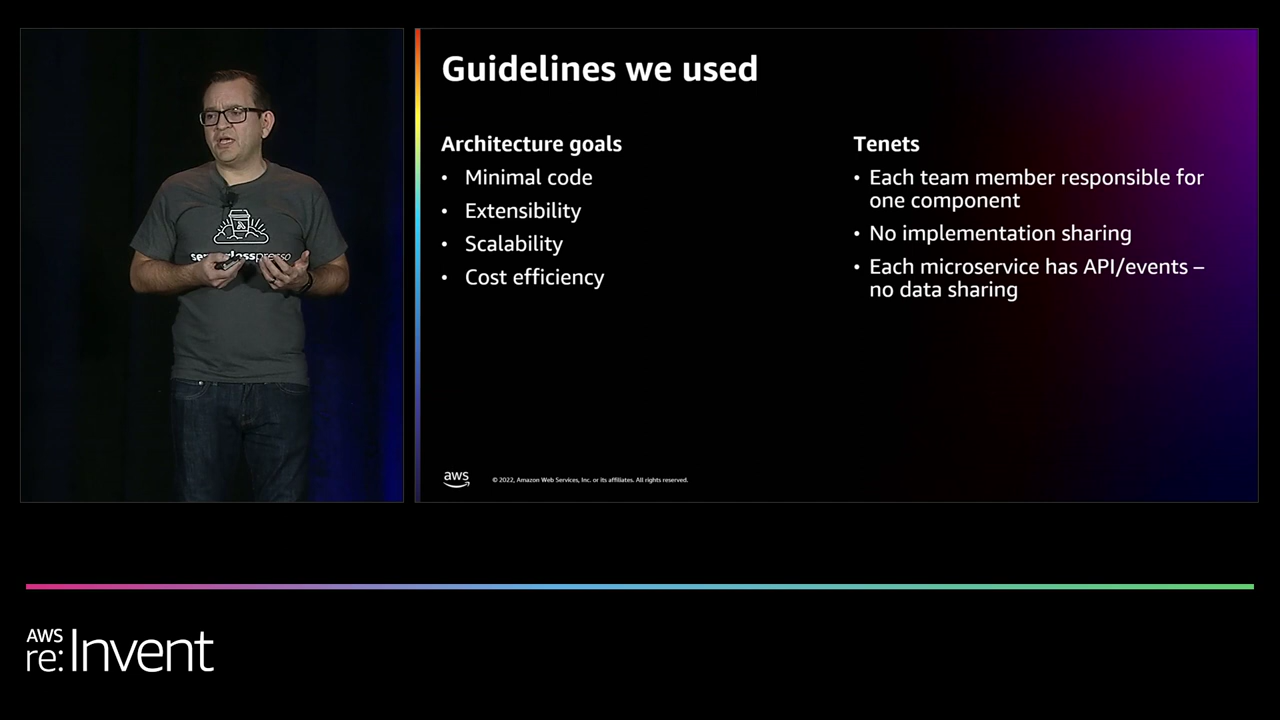 Guidelines we used
Architecture goals
• Minimal code
• Extensibility
• Scalability
• Cost efficiency
Tenets
• Each team member responsible for
one component
• No implementation sharing
• Each microservice has API/events –
no data sharing
aws
© 2022, Amazon Web Services, Inc. or its affiliates. All rights reserved.
AWS
re:Invent